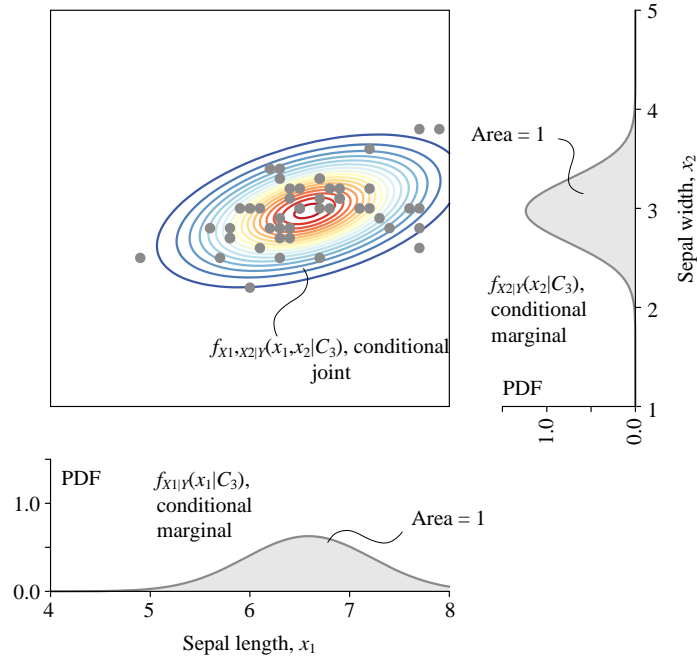 5
4
Area = 1
3
Sepal width, x₂
f_{X2|Y}(x₂|C₃),
conditional
marginal
2
f_{X1,X2|Y}(x₁,x₂|C₃), conditional
joint
PDF
1
1.0
0.0
PDF
f_{X1|Y}(x₁|C₃),
conditional
marginal
1.0
Area = 1
0.0
4
5
6
7
8
Sepal length, x₁